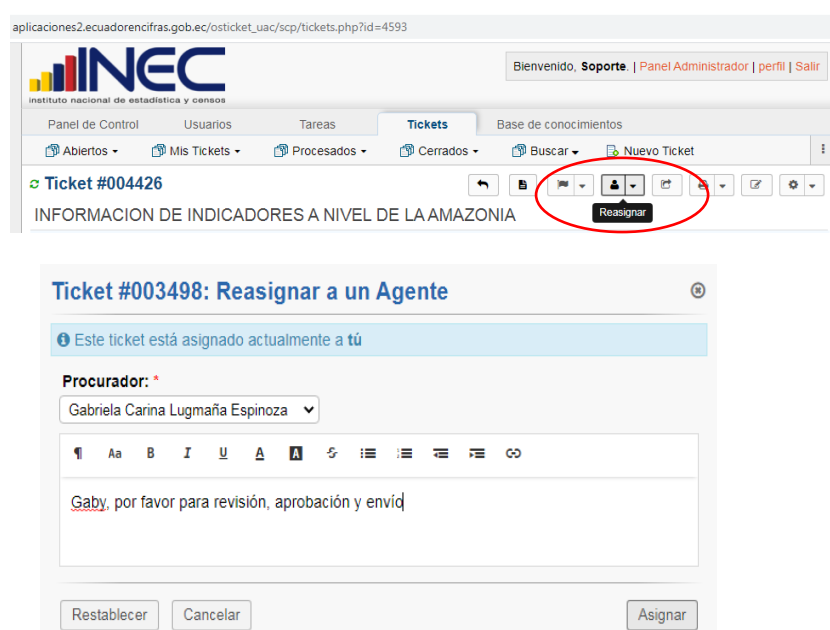 aplicaciones2.ecuadorencifras.gob.ec/osticket_uac/scp/tickets.php?id=4593
INEC
instituto nacional de estadística y censos
Bienvenido, Soporte. | Panel Administrador | perfil | Salir
Panel de Control Usuarios Tareas Tickets Base de conocimientos
Abiertos Mis Tickets Procesados Cerrados Buscar Nuevo Ticket
Ticket #004426
Reasignar
INFORMACION DE INDICADORES A NIVEL DE LA AMAZONIA
Ticket #003498: Reasignar a un Agente
Este ticket está asignado actualmente a tú
Procurador: *
Gabriela Carina Lugmaña Espinoza
¶ Aa B I U A A S
Gaby, por favor para revisión, aprobación y envío
Restablecer Cancelar Asignar